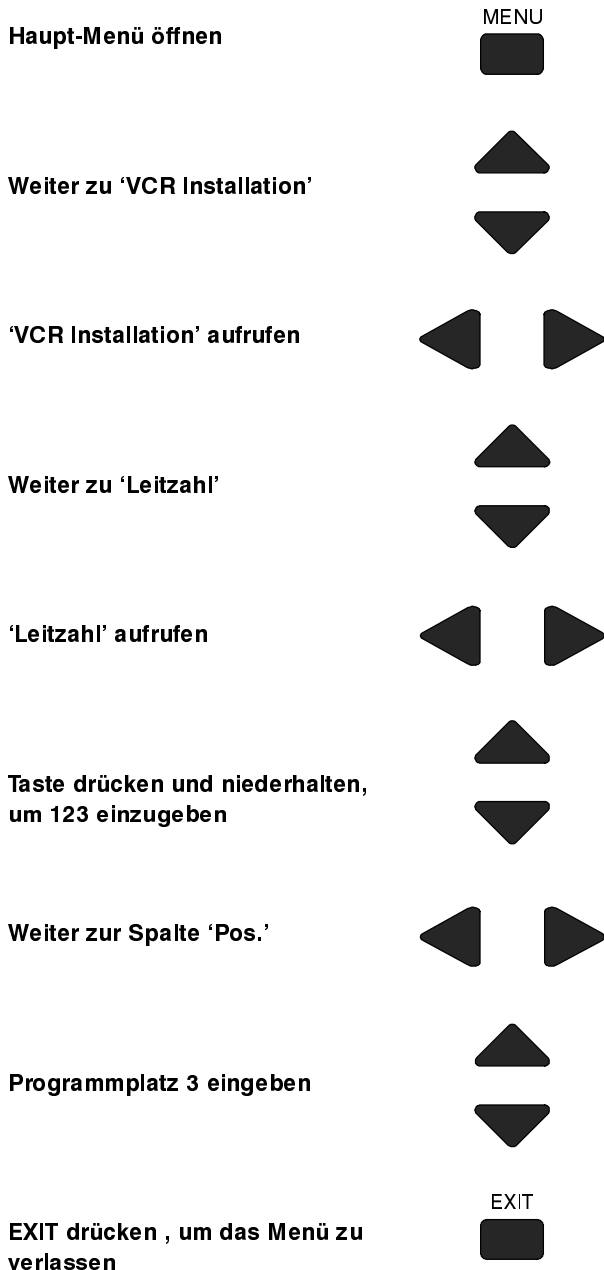 MENU
Haupt-Menü öffnen
Weiter zu ‘VCR Installation’
‘VCR Installation’ aufrufen
Weiter zu ‘Leitzahl’
‘Leitzahl’ aufrufen
Taste drücken und niederhalten,
um 123 einzugeben
Weiter zur Spalte ‘Pos.’
Programmplatz 3 eingeben
EXIT
EXIT drücken , um das Menü zu
verlassen